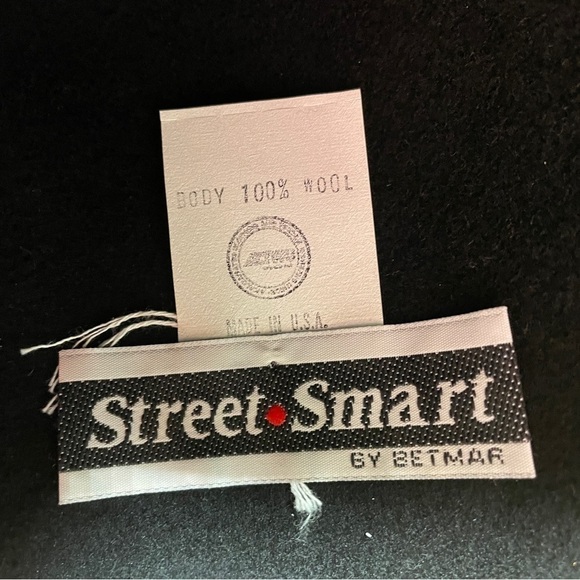 BODY 100% WOOL
MADE IN U.S.A.
Street•Smart
BY BETMAR